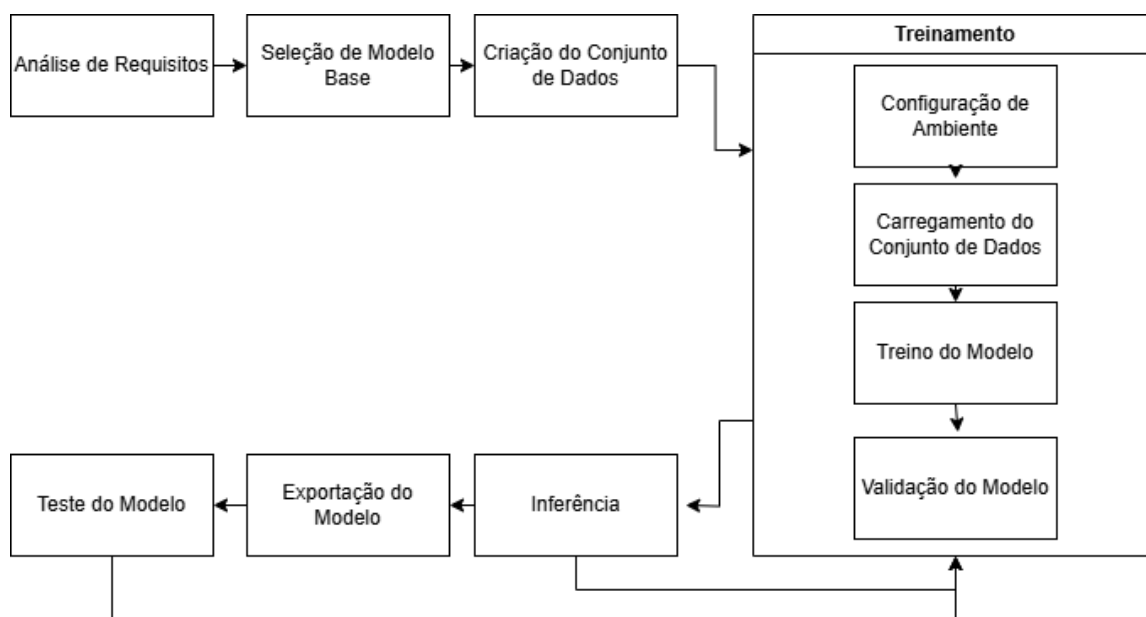 Análise de Requisitos
Seleção de Modelo
Base
Criação do Conjunto
de Dados
Treinamento
Configuração de
Ambiente
Carregamento do
Conjunto de Dados
Treino do Modelo
Validação do Modelo
Inferência
Exportação do
Modelo
Teste do Modelo